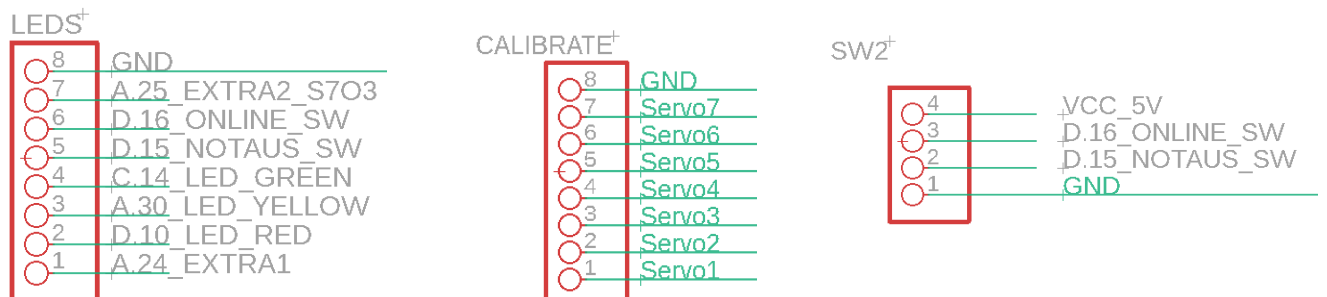 LEDS
8 GND
7 A.25_EXTRA2_S7O3
6 D.16_ONLINE_SW
5 D.15_NOTAUS_SW
4 C.14_LED_GREEN
3 A.30_LED_YELLOW
2 D.10_LED_RED
1 A.24_EXTRA1
CALIBRATE
8 GND
7 Servo7
6 Servo6
5 Servo5
4 Servo4
3 Servo3
2 Servo2
1 Servo1
SW2
4 VCC_5V
3 D.16_ONLINE_SW
2 D.15_NOTAUS_SW
1 GND